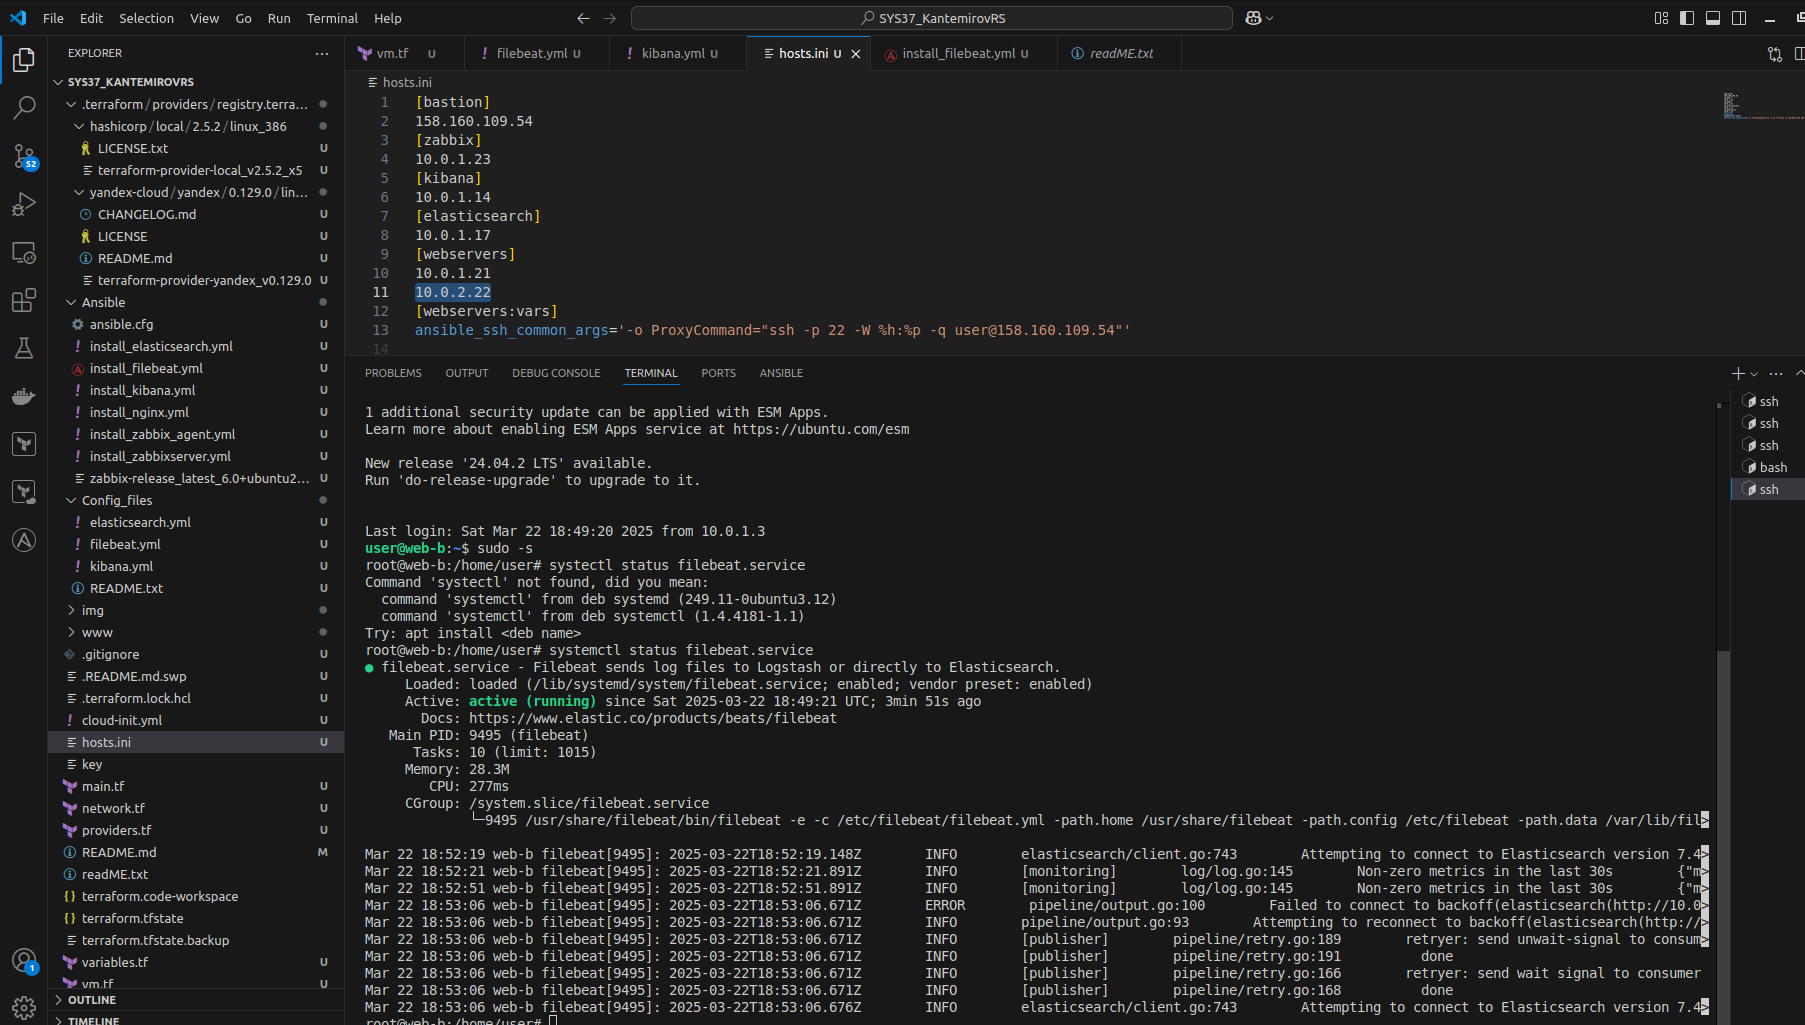 File Edit Selection View Go Run Terminal Help
SYS37_KantemirovRS
EXPLORER
SYS37_KANTEMIROVRS
.terraform/providers/registry.terra...
hashicorp/local/2.5.2/linux_386
LICENSE.txt U
terraform-provider-local_v2.5.2_x5 U
yandex-cloud/yandex/0.129.0/lin...
CHANGELOG.md U
LICENSE U
README.md U
terraform-provider-yandex_v0.129.0 U
Ansible
ansible.cfg U
install_elasticsearch.yml U
install_filebeat.yml U
install_kibana.yml U
install_nginx.yml U
install_zabbix_agent.yml U
install_zabbixserver.yml U
zabbix-release_latest_6.0+ubuntu2... U
Config_files
elasticsearch.yml U
filebeat.yml U
kibana.yml U
README.txt U
img
www
.gitignore U
.README.md.swp U
.terraform.lock.hcl U
cloud-init.yml U
hosts.ini U
key
main.tf U
network.tf U
providers.tf U
README.md M
readME.txt U
terraform.code-workspace
terraform.tfstate
terraform.tfstate.backup
variables.tf U
vm.tf U
OUTLINE
TIMELINE
52
1
vm.tf U
filebeat.yml U
kibana.yml U
hosts.ini U
install_filebeat.yml U
readME.txt
hosts.ini
1 [bastion]
2 158.160.109.54
3 [zabbix]
4 10.0.1.23
5 [kibana]
6 10.0.1.14
7 [elasticsearch]
8 10.0.1.17
9 [webservers]
10 10.0.1.21
11 10.0.2.22
12 [webservers:vars]
13 ansible_ssh_common_args='-o ProxyCommand="ssh -p 22 -W %h:%p -q user@158.160.109.54"'
14
PROBLEMS OUTPUT DEBUG CONSOLE TERMINAL PORTS ANSIBLE
1 additional security update can be applied with ESM Apps.
Learn more about enabling ESM Apps service at https://ubuntu.com/esm
New release '24.04.2 LTS' available.
Run 'do-release-upgrade' to upgrade to it.
Last login: Sat Mar 22 18:49:20 2025 from 10.0.1.3
user@web-b:~$ sudo -s
root@web-b:/home/user# systectl status filebeat.service
Command 'systectl' not found, did you mean:
command 'systemctl' from deb systemd (249.11-0ubuntu3.12)
command 'systemctl' from deb systemctl (1.4.4181-1.1)
Try: apt install <deb name>
root@web-b:/home/user# systemctl status filebeat.service
● filebeat.service - Filebeat sends log files to Logstash or directly to Elasticsearch.
Loaded: loaded (/lib/systemd/system/filebeat.service; enabled; vendor preset: enabled)
Active: active (running) since Sat 2025-03-22 18:49:21 UTC; 3min 51s ago
Docs: https://www.elastic.co/products/beats/filebeat
Main PID: 9495 (filebeat)
Tasks: 10 (limit: 1015)
Memory: 28.3M
CPU: 277ms
CGroup: /system.slice/filebeat.service
└─9495 /usr/share/filebeat/bin/filebeat -e -c /etc/filebeat/filebeat.yml -path.home /usr/share/filebeat -path.config /etc/filebeat -path.data /var/lib/fil>
Mar 22 18:52:19 web-b filebeat[9495]: 2025-03-22T18:52:19.148Z INFO elasticsearch/client.go:743 Attempting to connect to Elasticsearch version 7.4>
Mar 22 18:52:21 web-b filebeat[9495]: 2025-03-22T18:52:21.891Z INFO [monitoring] log/log.go:145 Non-zero metrics in the last 30s {"m>
Mar 22 18:52:51 web-b filebeat[9495]: 2025-03-22T18:52:51.891Z INFO [monitoring] log/log.go:145 Non-zero metrics in the last 30s {"m>
Mar 22 18:53:06 web-b filebeat[9495]: 2025-03-22T18:53:06.671Z ERROR pipeline/output.go:100 Failed to connect to backoff(elasticsearch(http://10.0>
Mar 22 18:53:06 web-b filebeat[9495]: 2025-03-22T18:53:06.671Z INFO pipeline/output.go:93 Attempting to reconnect to backoff(elasticsearch(http://>
Mar 22 18:53:06 web-b filebeat[9495]: 2025-03-22T18:53:06.671Z INFO [publisher] pipeline/retry.go:189 retryer: send unwait-signal to consum>
Mar 22 18:53:06 web-b filebeat[9495]: 2025-03-22T18:53:06.671Z INFO [publisher] pipeline/retry.go:191 done
Mar 22 18:53:06 web-b filebeat[9495]: 2025-03-22T18:53:06.671Z INFO [publisher] pipeline/retry.go:166 retryer: send wait signal to consumer
Mar 22 18:53:06 web-b filebeat[9495]: 2025-03-22T18:53:06.671Z INFO [publisher] pipeline/retry.go:168 done
Mar 22 18:53:06 web-b filebeat[9495]: 2025-03-22T18:53:06.676Z INFO elasticsearch/client.go:743 Attempting to connect to Elasticsearch version 7.4>
root@web-b:/home/user#
ssh
ssh
ssh
bash
ssh